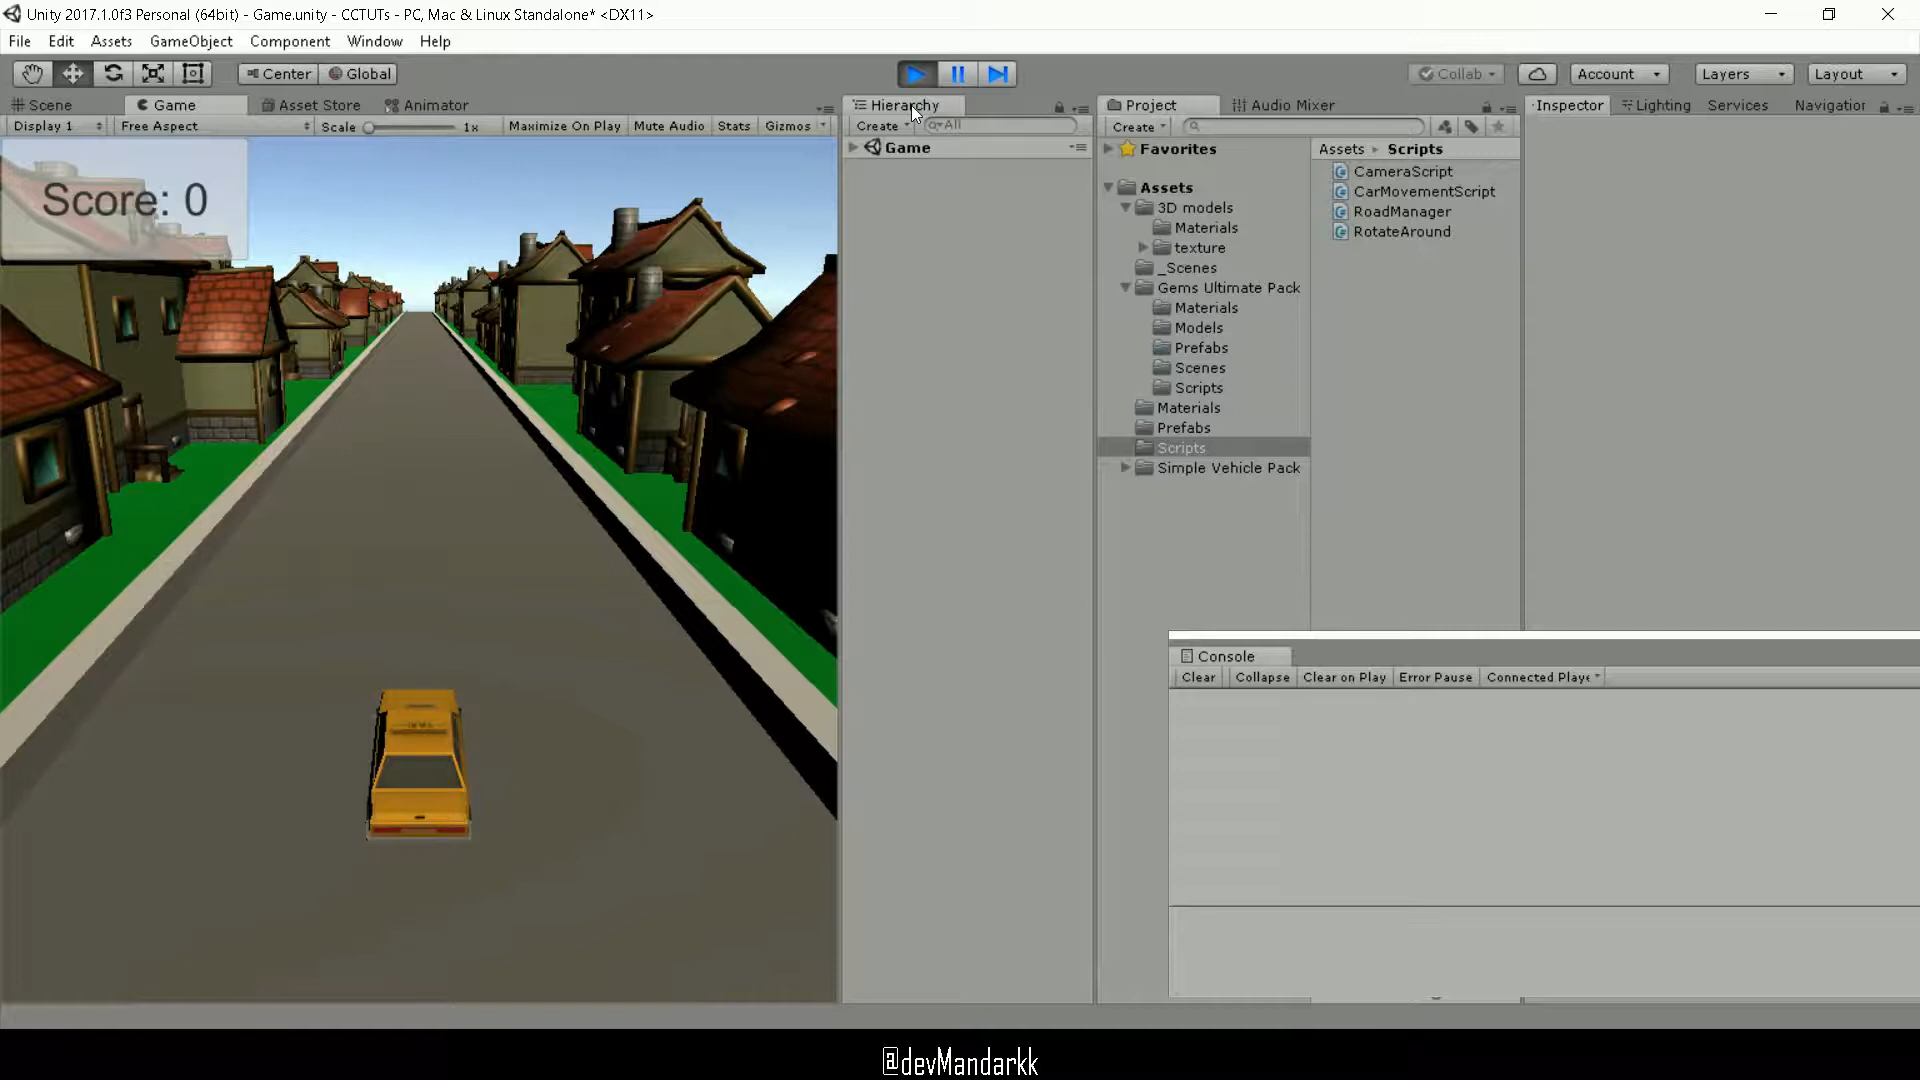 Unity 2017.1.0f3 Personal (64bit) - Game.unity - CCTUTs - PC, Mac & Linux Standalone* <DX11>
File Edit Assets GameObject Component Window Help
Center Global Collab Account Layers Layout
Scene Game Asset Store Animator Hierarchy Project Audio Mixer Inspector Lighting Services Navigatior
Display 1 Free Aspect Scale 1x Maximize On Play Mute Audio Stats Gizmos Create All Create
Game
Favorites
Assets
3D models
Materials
texture
_Scenes
Gems Ultimate Pack
Materials
Models
Prefabs
Scenes
Scripts
Materials
Prefabs
Scripts
Simple Vehicle Pack
Assets Scripts
CameraScript
CarMovementScript
RoadManager
RotateAround
Score: 0
Console
Clear Collapse Clear on Play Error Pause Connected Playe
@devMandarkk